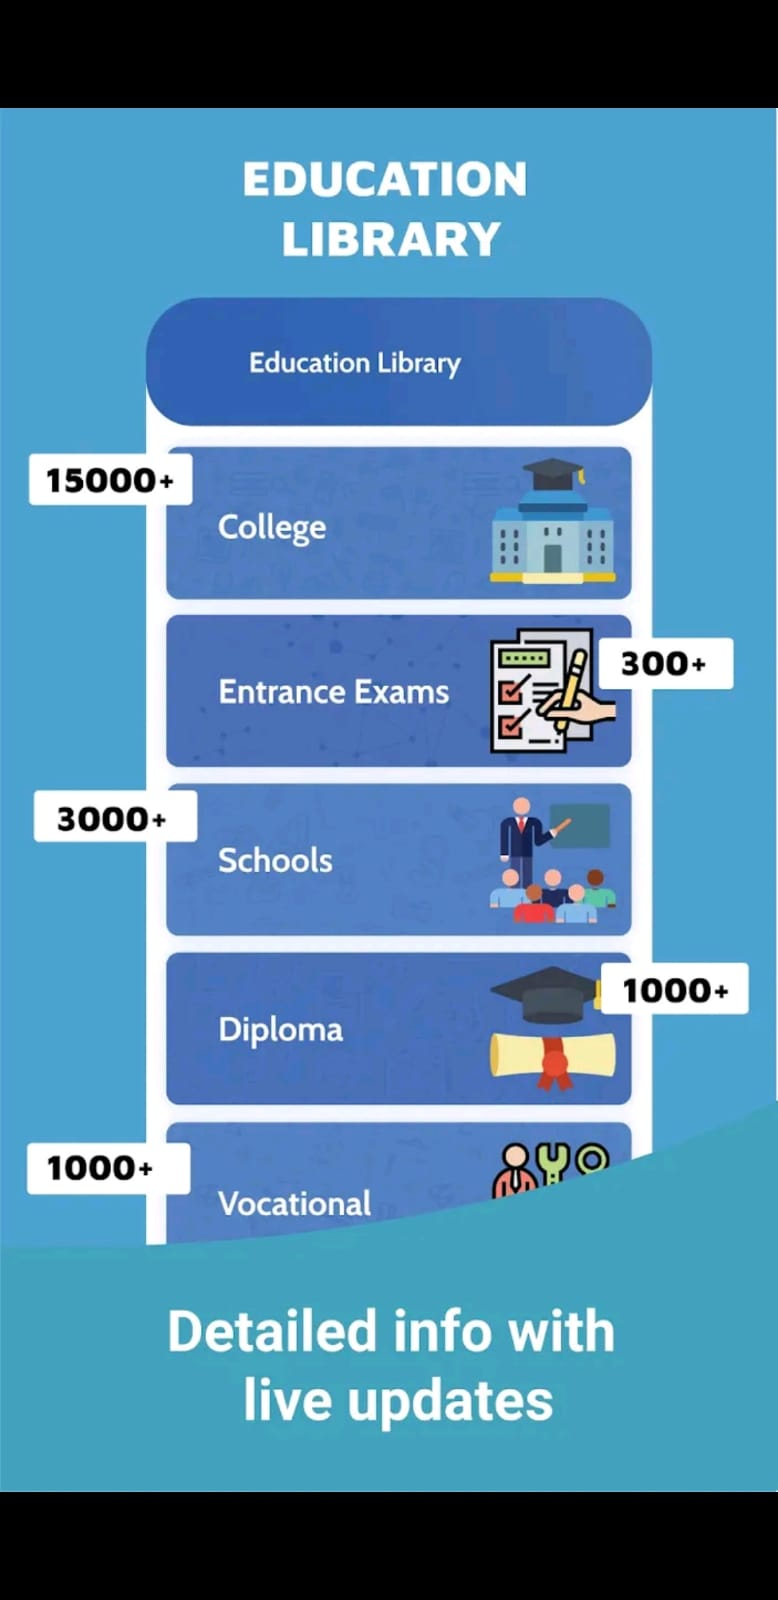 EDUCATION
LIBRARY
Education Library
15000+
College
Entrance Exams
300+
3000+
Schools
Diploma
1000+
1000+
Vocational
Detailed info with
live updates